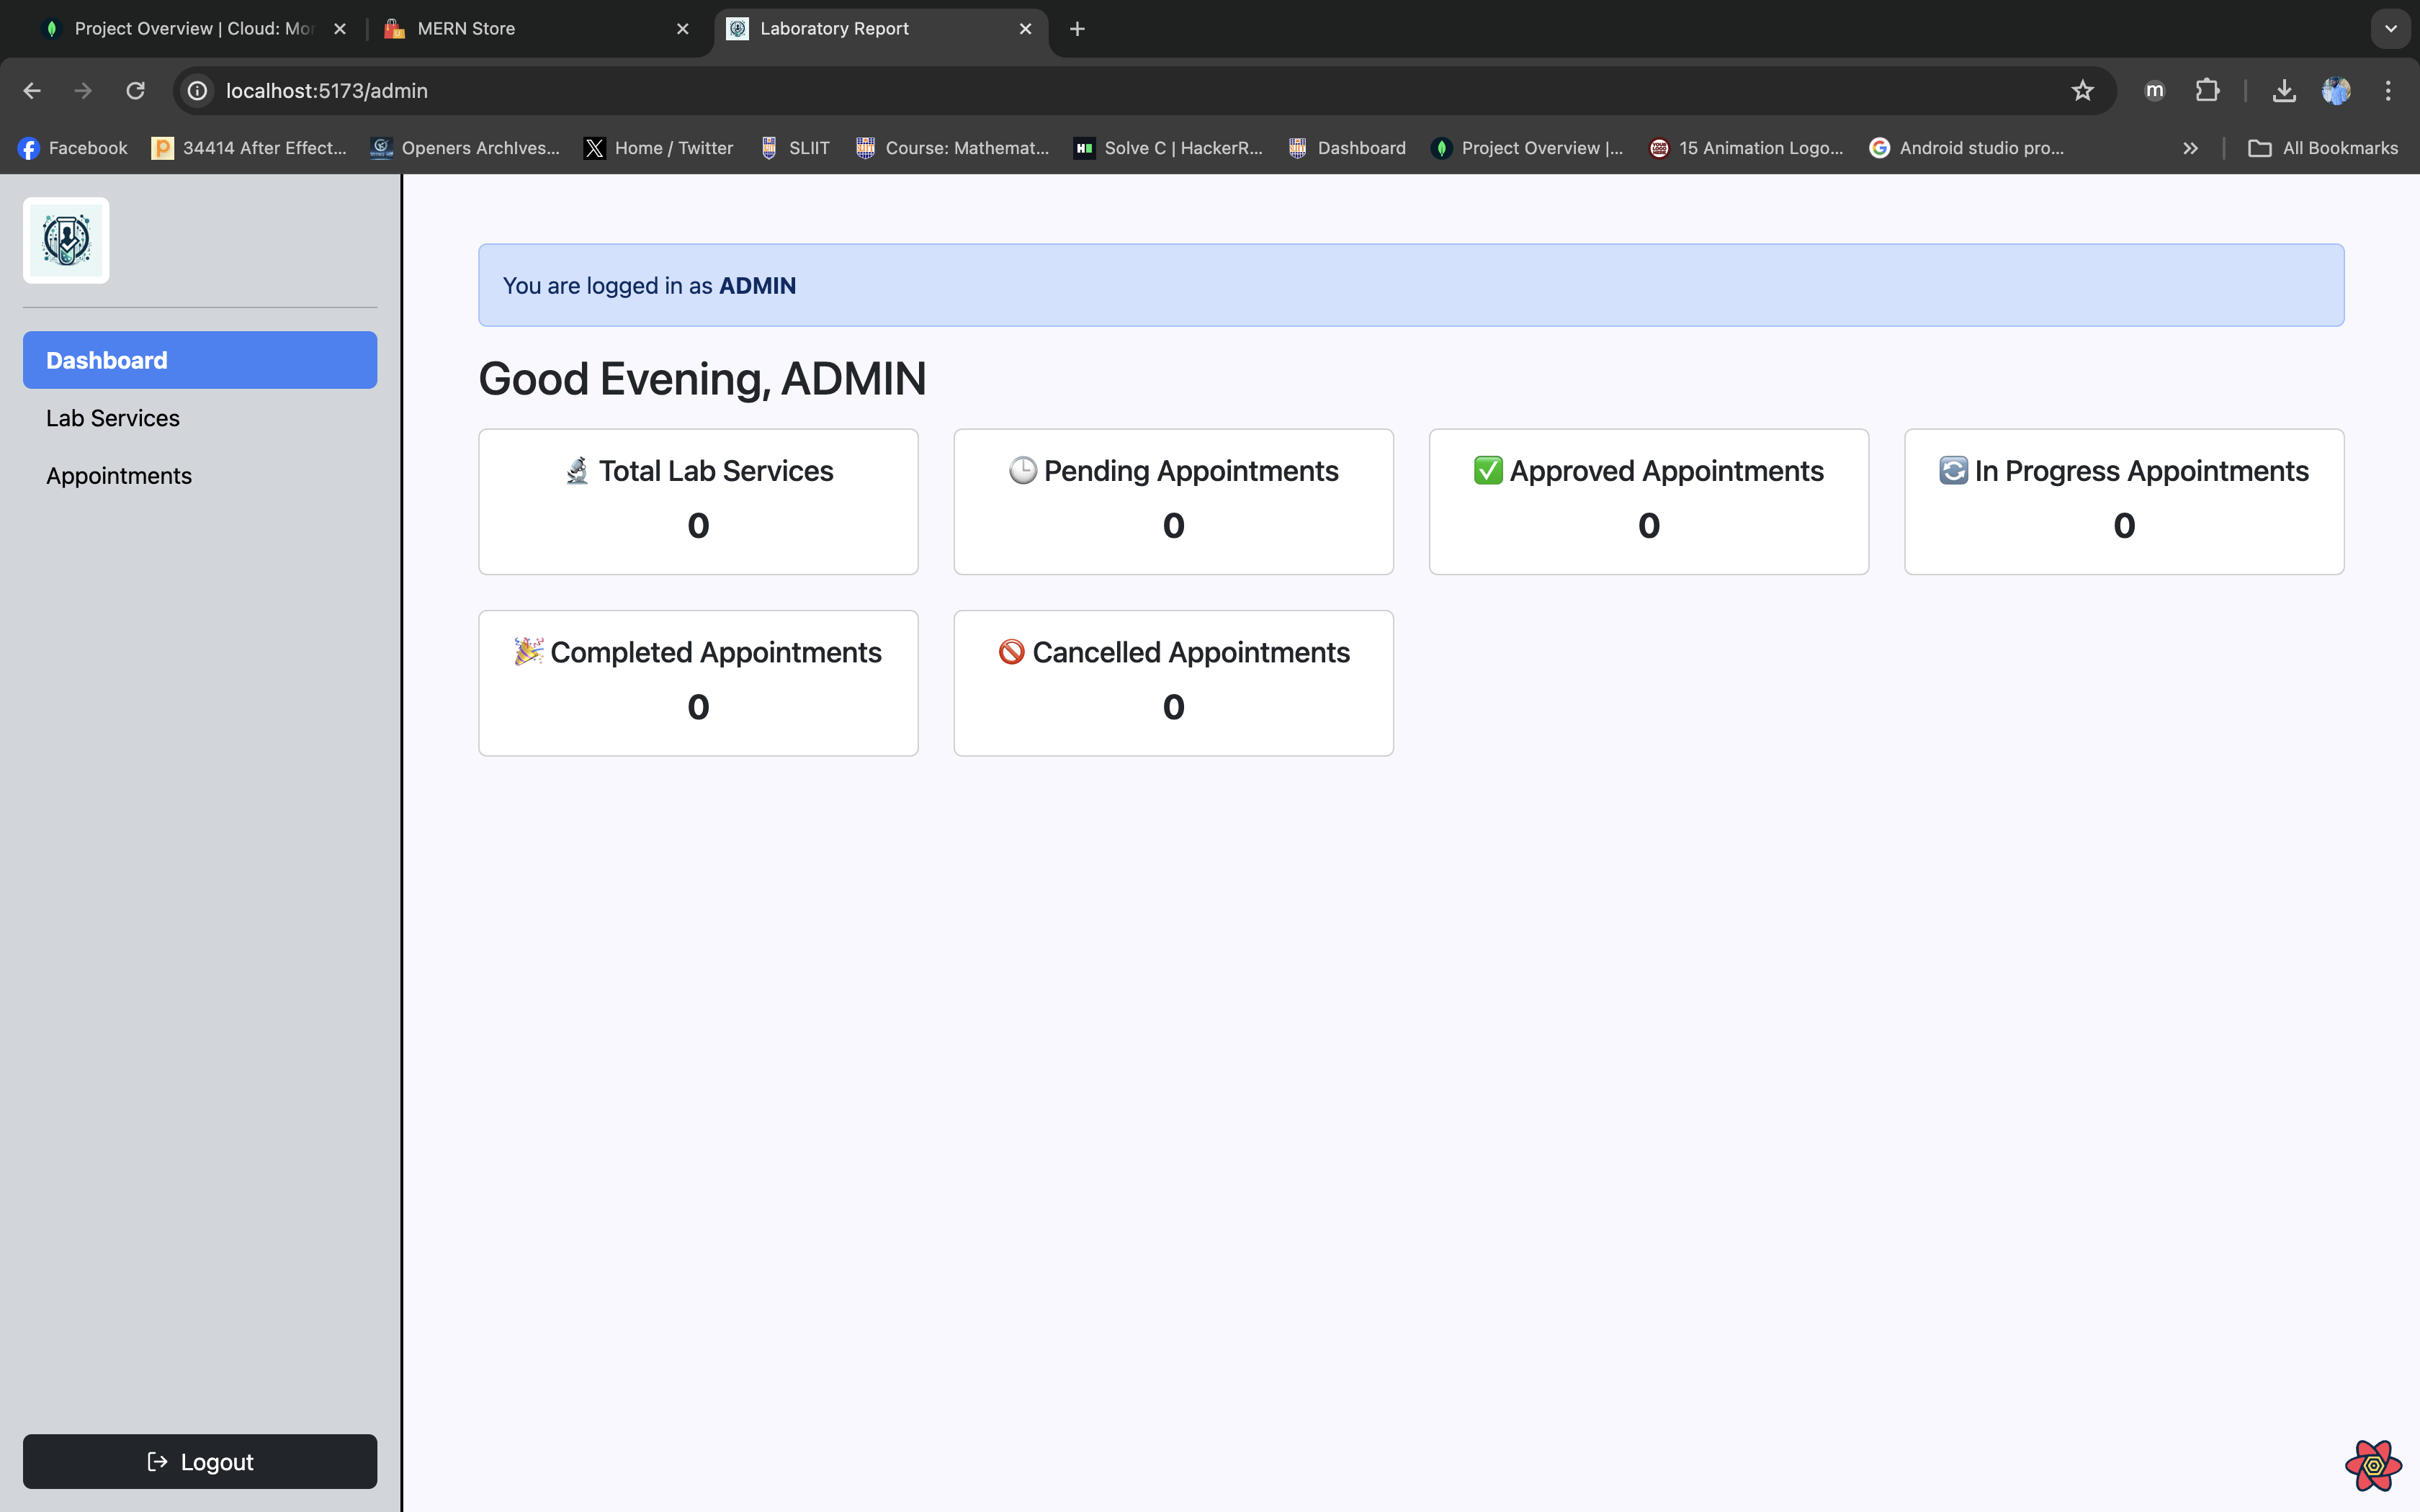 Project Overview | Cloud: Mon
MERN Store
Laboratory Report
localhost:5173/admin
m
Facebook
34414 After Effect...
Openers ArchIves...
Home / Twitter
SLIIT
Course: Mathemat...
Solve C | HackerR...
Dashboard
Project Overview |...
15 Animation Logo...
Android studio pro...
All Bookmarks
Dashboard
Lab Services
Appointments
Logout
You are logged in as ADMIN
Good Evening, ADMIN
Total Lab Services
0
Pending Appointments
0
Approved Appointments
0
In Progress Appointments
0
Completed Appointments
0
Cancelled Appointments
0